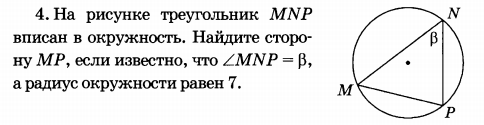 4. На рисунке треугольник MNP
вписан в окружность. Найдите сторо-
ну MP, если известно, что ∠MNP = β,
а радиус окружности равен 7.
N
β
M
P